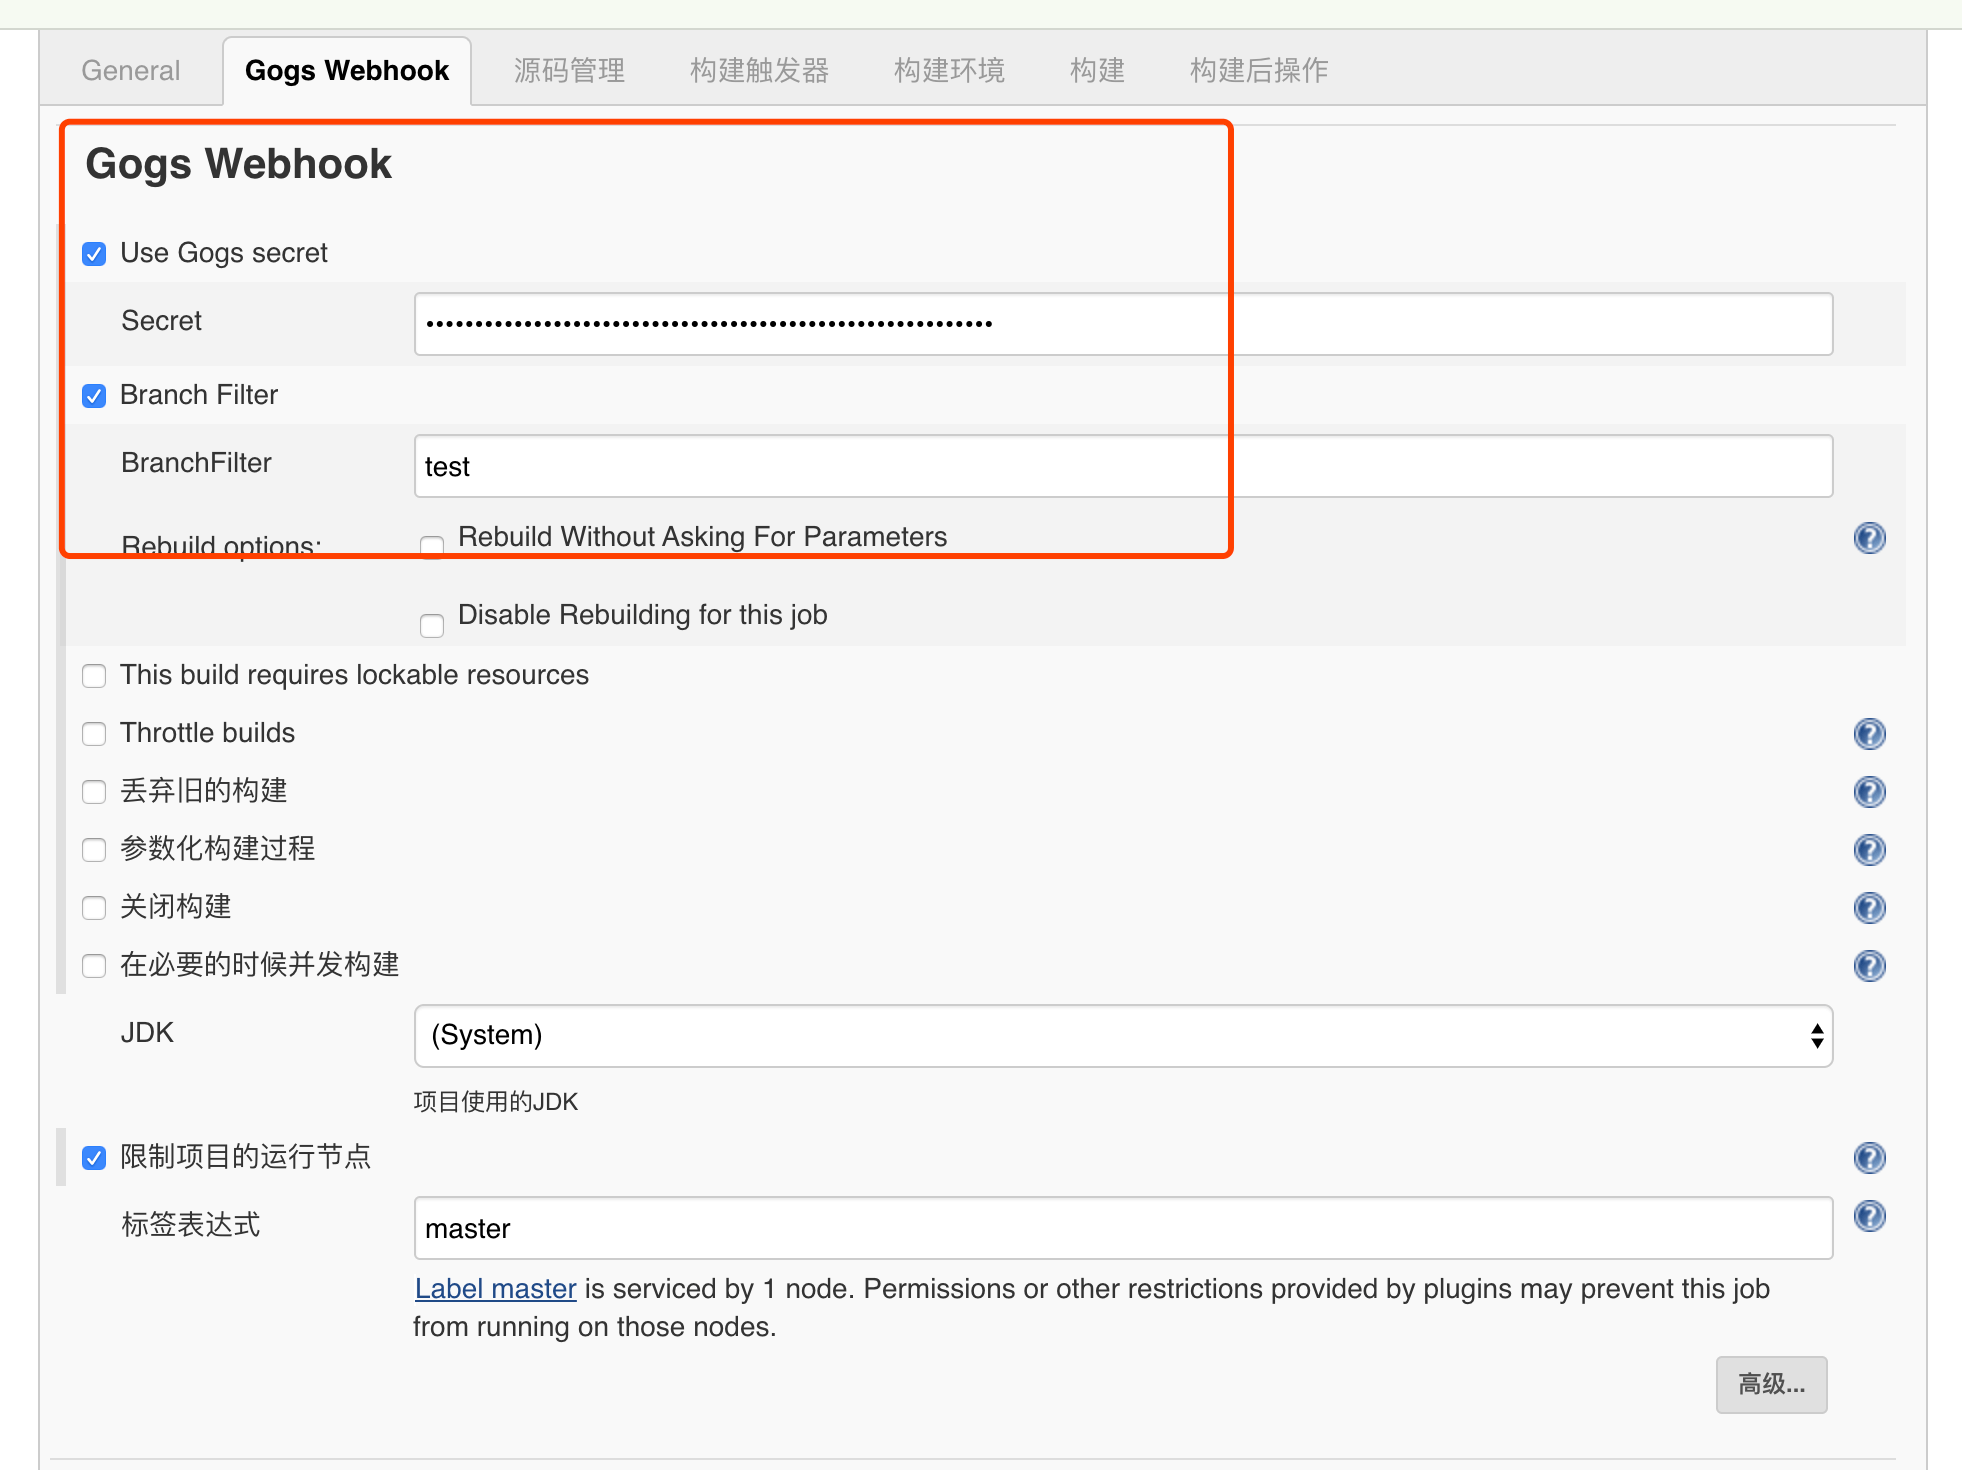 General Gogs Webhook 源码管理 构建触发器 构建环境 构建 构建后操作
Gogs Webhook
Use Gogs secret
Secret ••••••••••••••••••••••••••••••••••••••••••••••••••••••••••
Branch Filter
BranchFilter test
Rebuild options: Rebuild Without Asking For Parameters
Disable Rebuilding for this job
This build requires lockable resources
Throttle builds
丢弃旧的构建
参数化构建过程
关闭构建
在必要的时候并发构建
JDK (System)
项目使用的JDK
限制项目的运行节点
标签表达式 master
Label master is serviced by 1 node. Permissions or other restrictions provided by plugins may prevent this job
from running on those nodes.
高级...